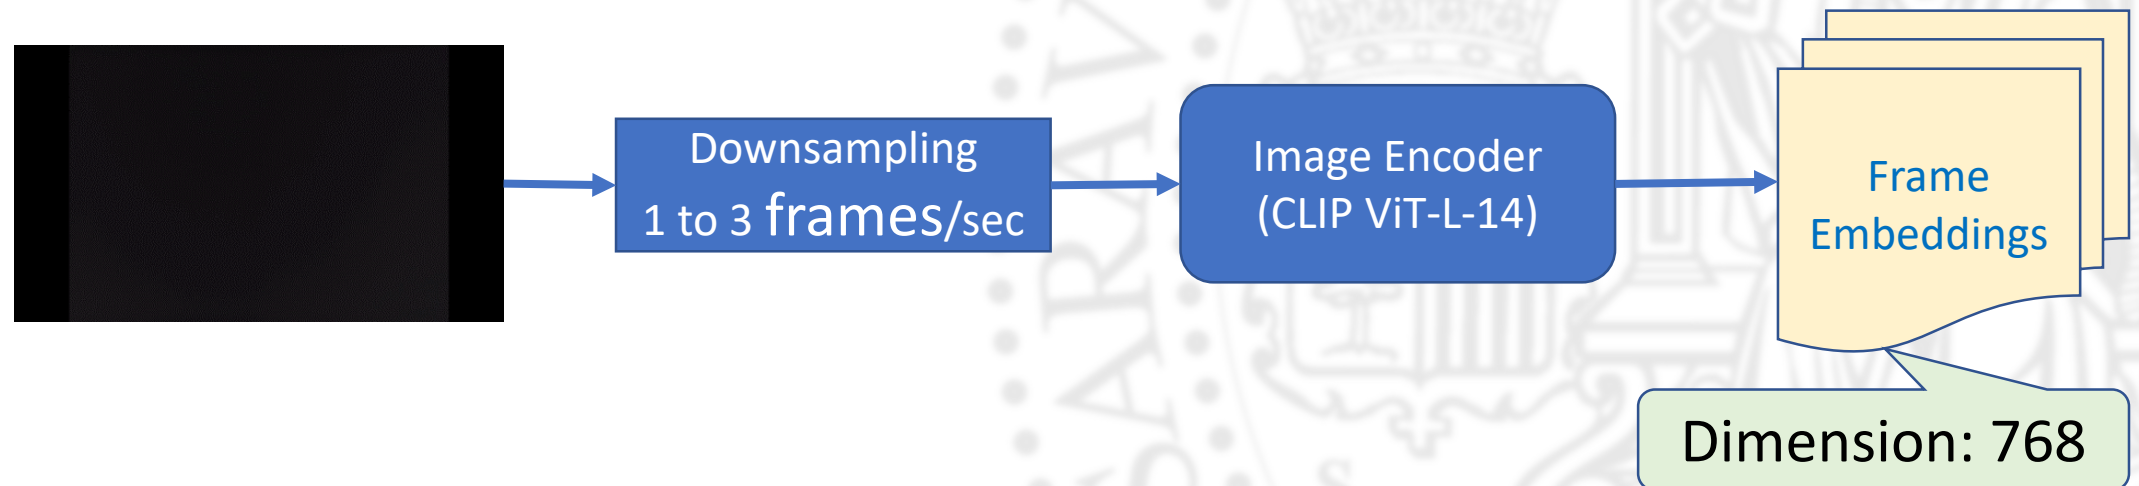 Downsampling
1 to 3 frames/sec
Image Encoder
(CLIP ViT-L-14)
Frame
Embeddings
Dimension: 768